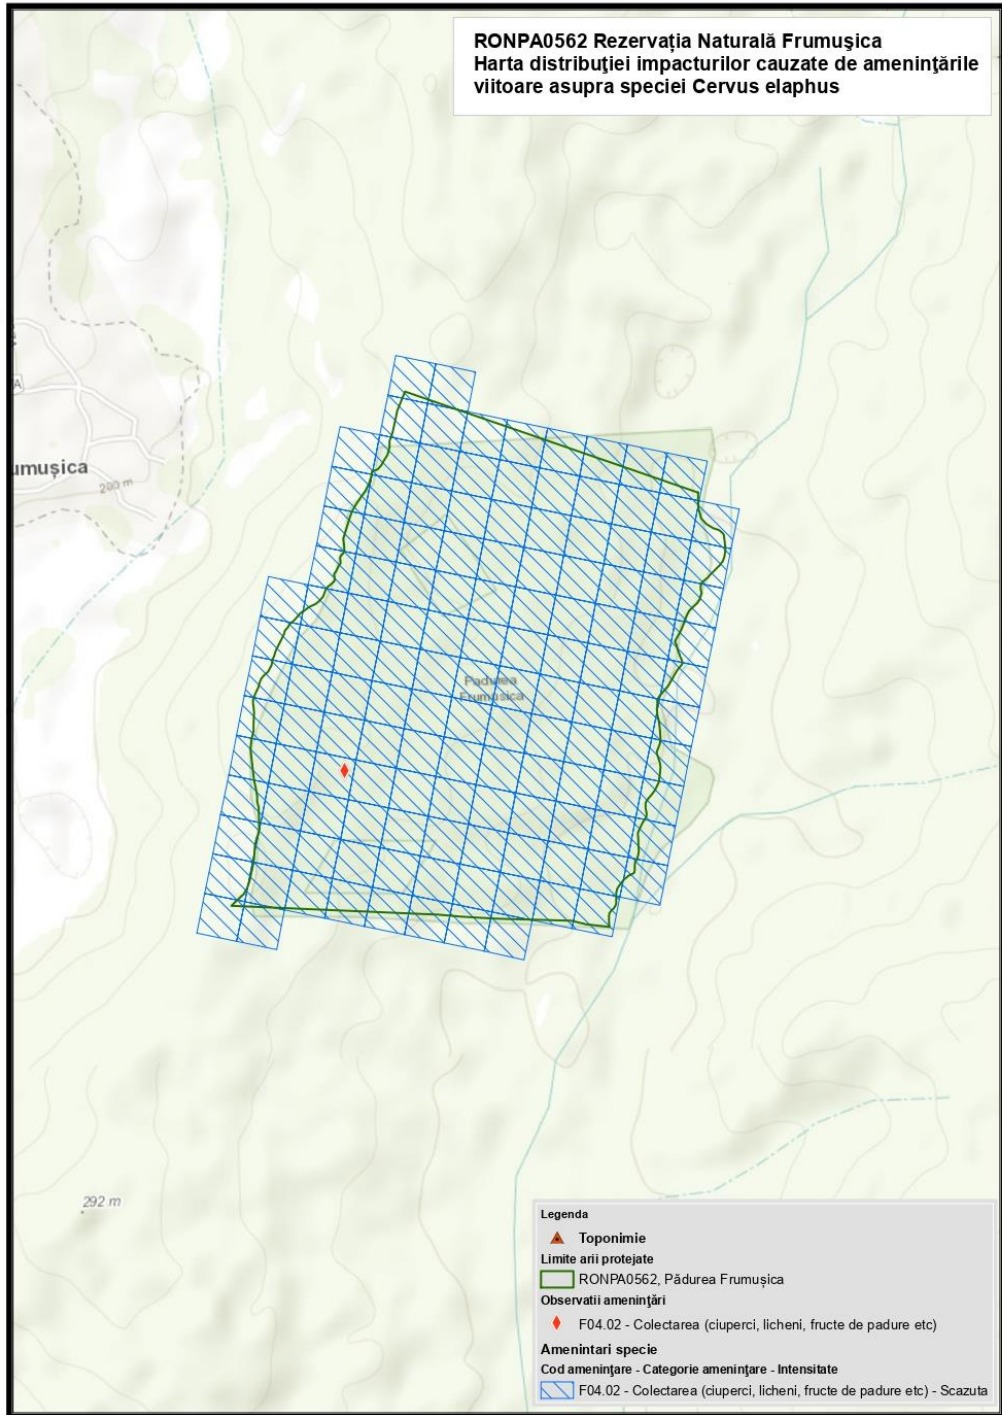 RONPA0562 Rezervația Naturală Frumușica
Harta distribuţiei impacturilor cauzate de ameninţările
viitoare asupra speciei Cervus elaphus
A
umușica
200 m
Padurea
Frumusica
292 m
Legenda
Toponimie
Limite arii protejate
RONPA0562, Pădurea Frumușica
Observatii amenințări
F04.02 - Colectarea (ciuperci, licheni, fructe de padure etc)
Amenintari specie
Cod amenințare - Categorie amenințare - Intensitate
F04.02 - Colectarea (ciuperci, licheni, fructe de padure etc) - Scazuta